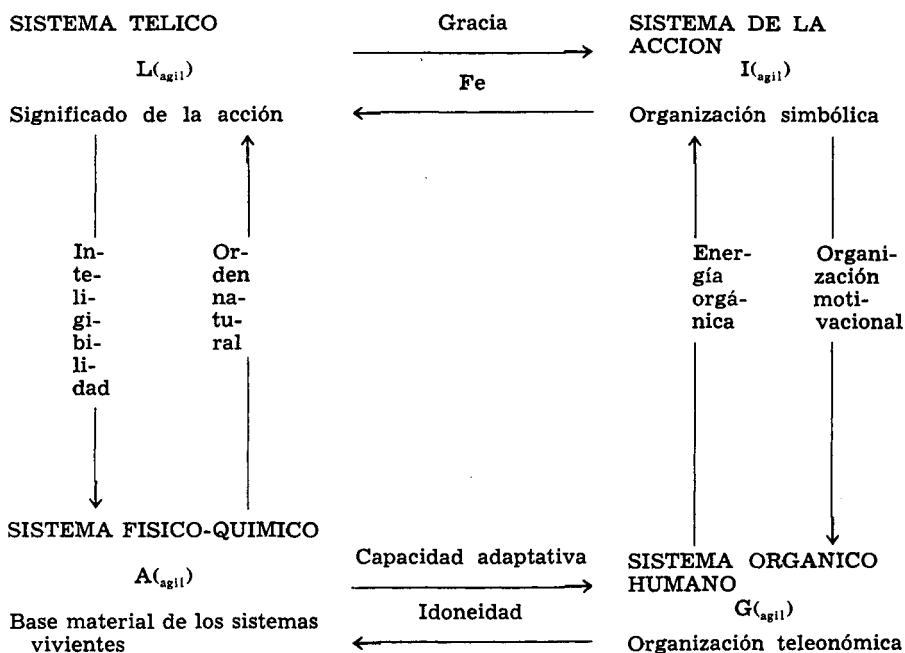 SISTEMA TELICO
Gracia
SISTEMA DE LA
ACCION
L(agil)
I(agil)
Fe
Significado de la acción
Organización simbólica
In-
te-
li-
gi-
bi-
li-
dad
Or-
den
na-
tu-
ral
Ener-
gía
orgá-
nica
Organi-
zación
moti-
vacional
SISTEMA FISICO-QUIMICO
Capacidad adaptativa
SISTEMA ORGANICO
HUMANO
A(agil)
G(agil)
Idoneidad
Base material de los sistemas
vivientes
Organización teleonómica